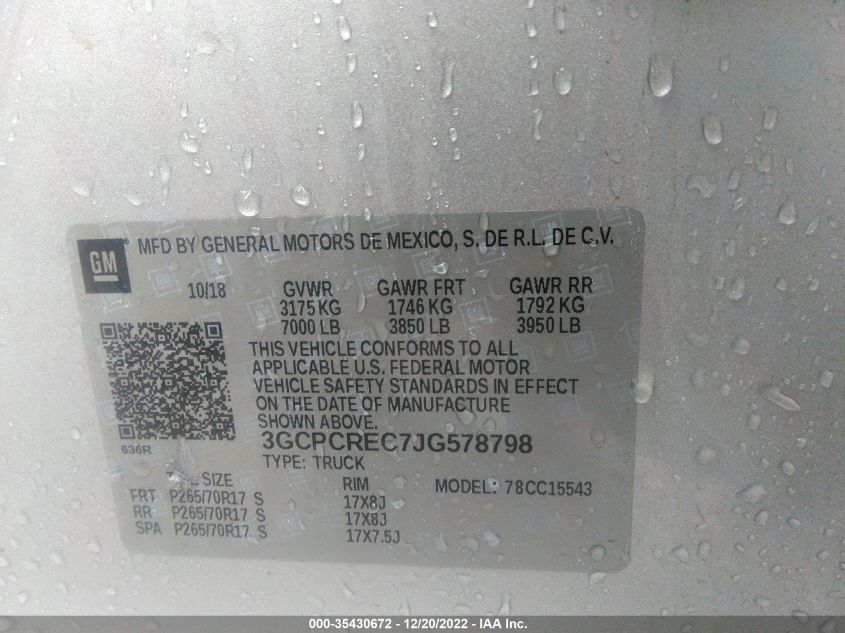 GM ® MFD BY GENERAL MOTORS DE MEXICO, S. DE R.L. DE C.V.
10/18 GVWR GAWR FRT GAWR RR
3175 KG 1746 KG 1792 KG
7000 LB 3850 LB 3950 LB
THIS VEHICLE CONFORMS TO ALL
APPLICABLE U.S. FEDERAL MOTOR
VEHICLE SAFETY STANDARDS IN EFFECT
ON THE DATE OF MANUFACTURE
SHOWN ABOVE.
636R
3GCPCREC7JG578798
TYPE: TRUCK
SIZE RIM MODEL: 78CC15543
FRT P265/70R17 S 17X8J
RR P265/70R17 S 17X8J
SPA P265/70R17 S 17X7.5J
000-35430672 - 12/20/2022 - IAA Inc.